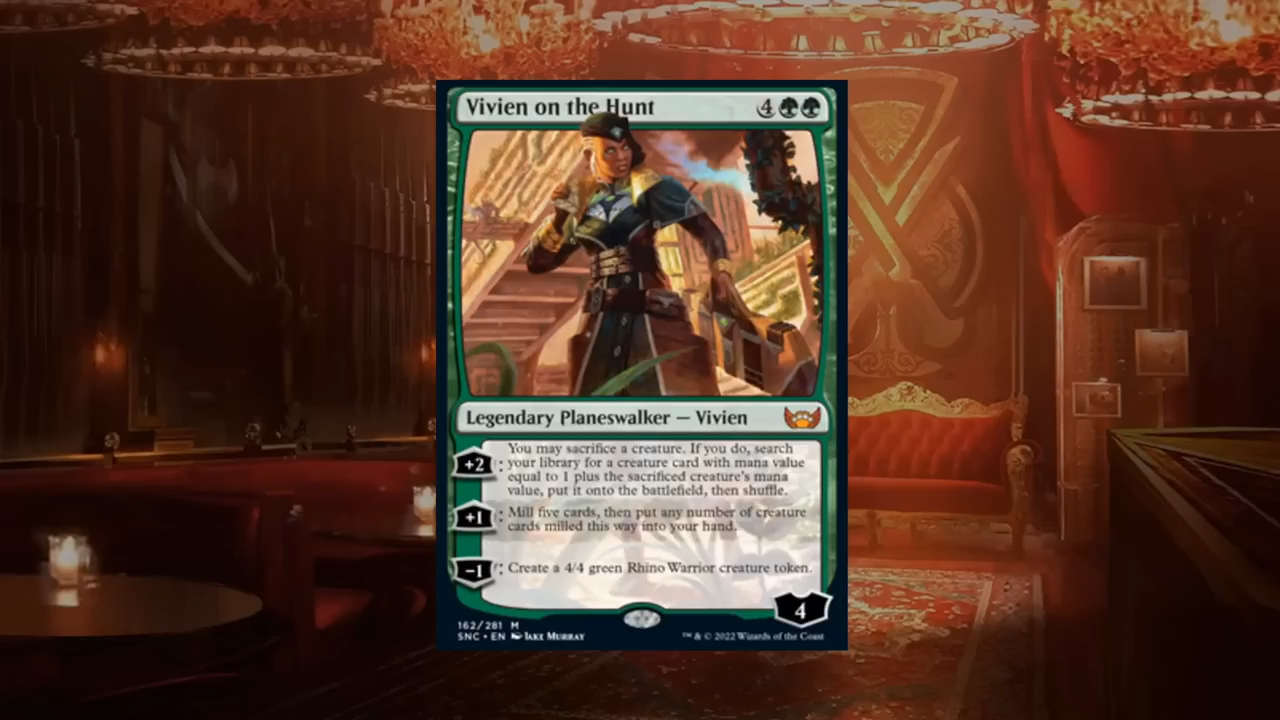 Vivien on the Hunt 4
Legendary Planeswalker — Vivien
+2: You may sacrifice a creature. If you do, search
your library for a creature card with mana value
equal to 1 plus the sacrificed creature's mana
value, put it onto the battlefield, then shuffle.
+1: Mill five cards, then put any number of creature
cards milled this way into your hand.
−1: Create a 4/4 green Rhino Warrior creature token.
4
162/281 M
SNC • EN JAKE MURRAY ™ & © 2022 Wizards of the Coast